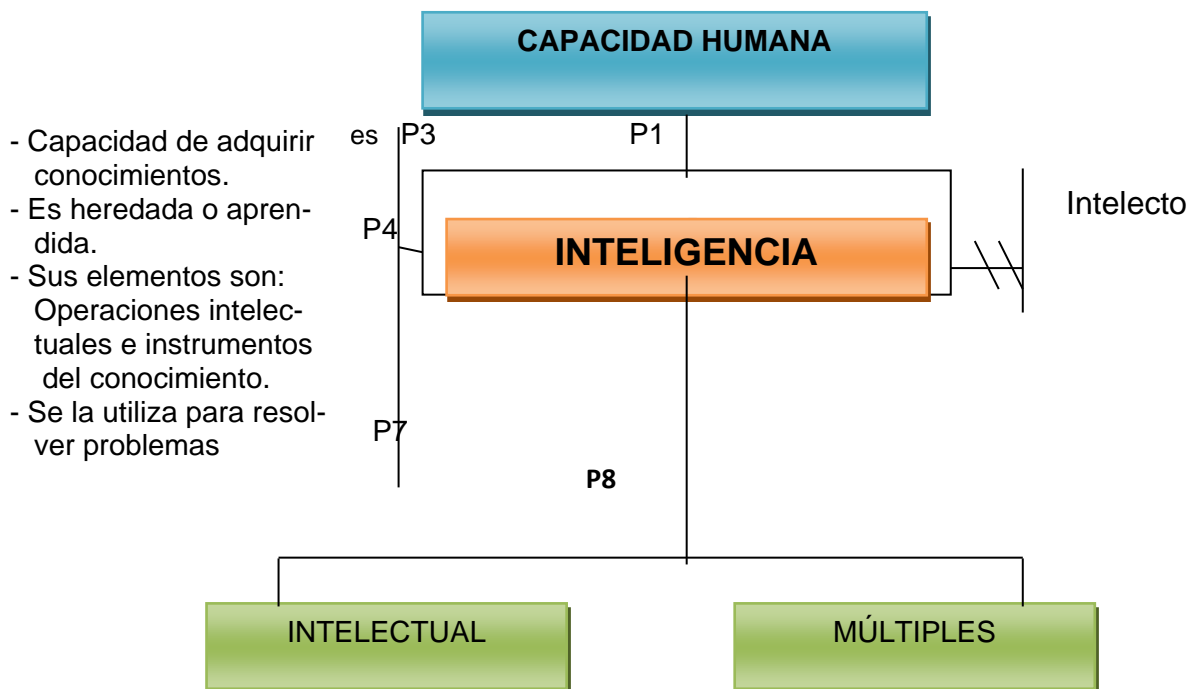 CAPACIDAD HUMANA
es P3
P1
- Capacidad de adquirir
conocimientos.
- Es heredada o apren-
dida.
- Sus elementos son:
Operaciones intelec-
tuales e instrumentos
del conocimiento.
- Se la utiliza para resol-
ver problemas
P4
INTELIGENCIA
Intelecto
P7
P8
INTELECTUAL
MÚLTIPLES